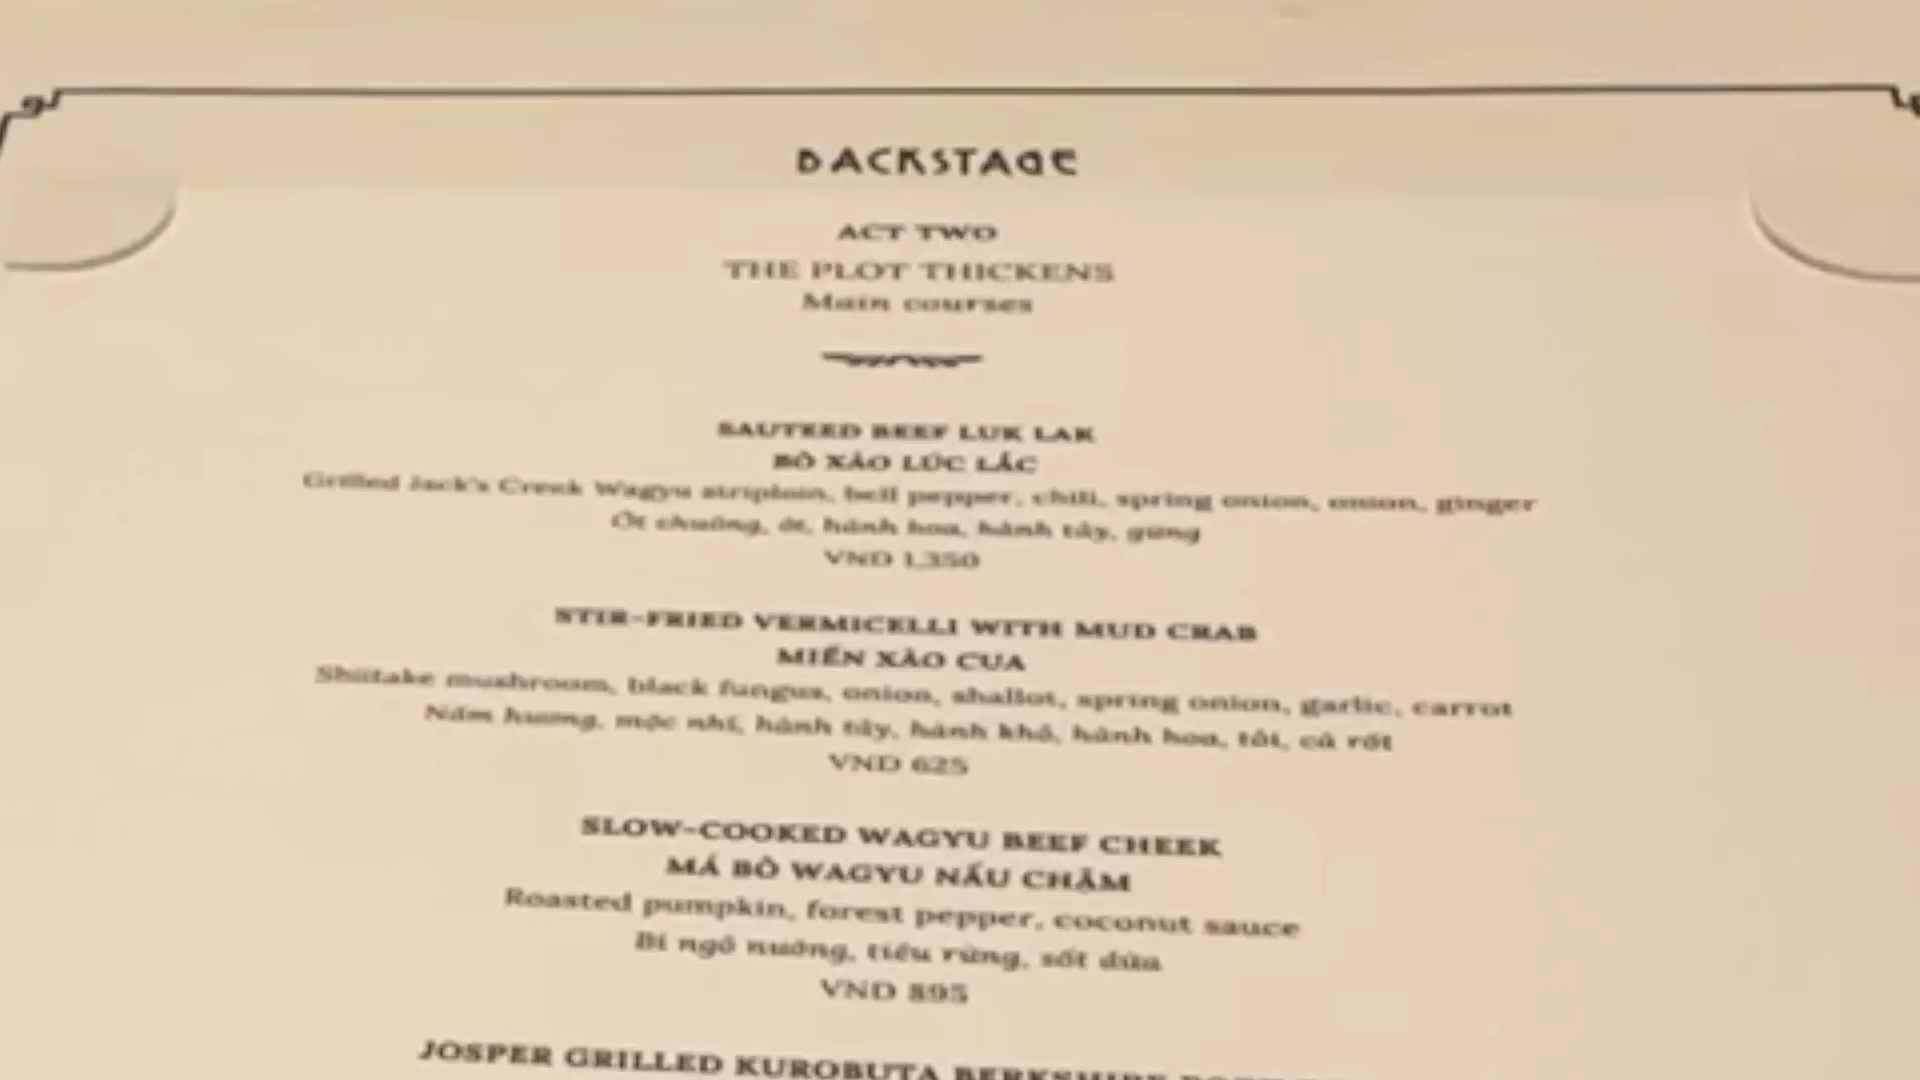 BACKSTAGE
ACT TWO
THE PLOT THICKENS
Main courses
SAUTEED BEEF LUK LAK
BÒ XÀO LÚC LẮC
Grilled Jack's Creek Wagyu striploin, bell pepper, chili, spring onion, onion, ginger
Ớt chuông, ớt, hành hoa, hành tây, gừng
VND 1,350
STIR-FRIED VERMICELLI WITH MUD CRAB
MIẾN XÀO CUA
Shiitake mushroom, black fungus, onion, shallot, spring onion, garlic, carrot
Nấm hương, mộc nhĩ, hành tây, hành khô, hành hoa, tỏi, cà rốt
VND 625
SLOW-COOKED WAGYU BEEF CHEEK
MÁ BÒ WAGYU NẤU CHẬM
Roasted pumpkin, forest pepper, coconut sauce
Bí ngô nướng, tiêu rừng, sốt dừa
VND 895
JOSPER GRILLED KUROBUTA BERKSHIRE